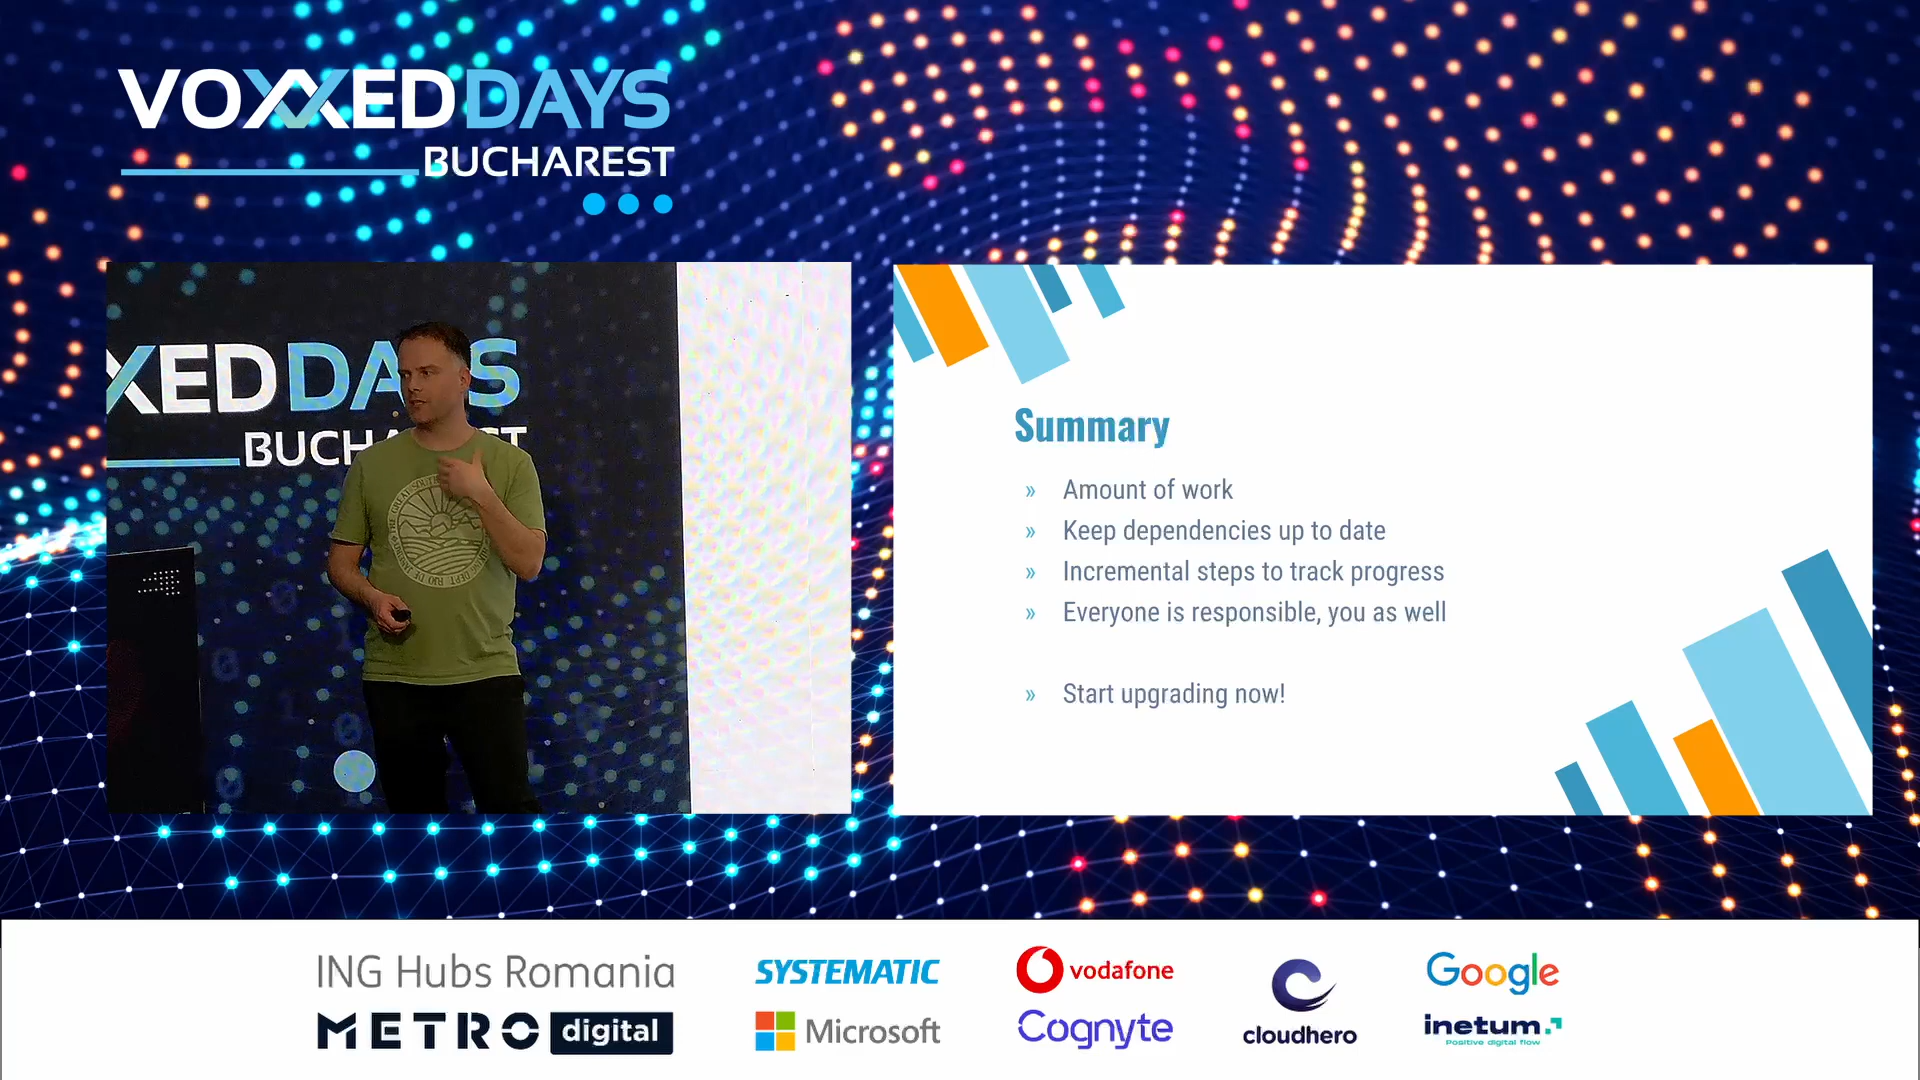 VOXXEDDAYS
BUCHAREST
XEDDAYS
BUCHA
Summary
» Amount of work
» Keep dependencies up to date
» Incremental steps to track progress
» Everyone is responsible, you as well
» Start upgrading now!
ING Hubs Romania
SYSTEMATIC
vodafone
cloudhero
Google
METRO digital
Microsoft
Cognyte
inetum.
Positive digital flow